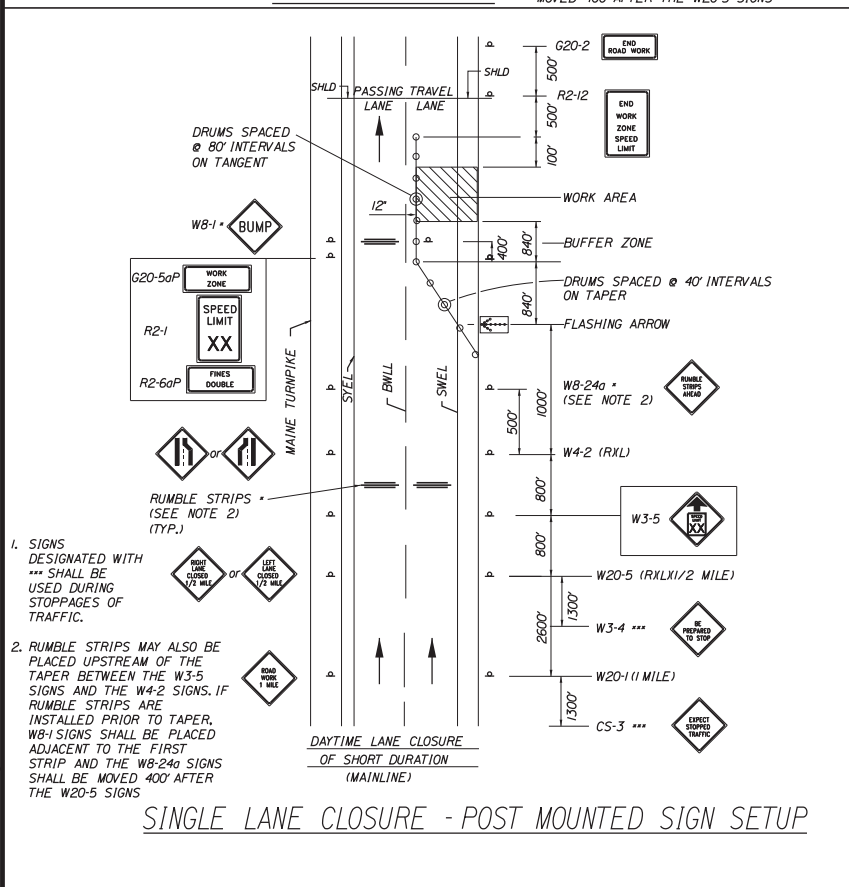 MOVED 400' AFTER THE W20-5 SIGNS
G20-2
END
ROAD WORK
500'
SHLD
PASSING TRAVEL
LANE LANE
SHLD
R2-12
END
WORK
ZONE
SPEED
LIMIT
500'
100'
DRUMS SPACED
@ 80' INTERVALS
ON TANGENT
WORK AREA
12"
W8-1 *
BUMP
400'
840'
BUFFER ZONE
G20-5aP
WORK
ZONE
R2-1
SPEED
LIMIT
XX
R2-6aP
FINES
DOUBLE
DRUMS SPACED @ 40' INTERVALS
ON TAPER
840'
FLASHING ARROW
MAINE TURNPIKE
SYEL
BWLL
SWEL
W8-24a *
(SEE NOTE 2)
RUMBLE
STRIPS
AHEAD
500'
1000'
W4-2 (RXL)
or
RUMBLE STRIPS *
(SEE NOTE 2)
(TYP.)
800'
W3-5
SPEED
LIMIT
XX
800'
1. SIGNS
DESIGNATED WITH
*** SHALL BE
USED DURING
STOPPAGES OF
TRAFFIC.
RIGHT
LANE
CLOSED
1/2 MILE
or
LEFT
LANE
CLOSED
1/2 MILE
W20-5 (RXLX1/2 MILE)
1300'
2600'
W3-4 ***
BE
PREPARED
TO STOP
2. RUMBLE STRIPS MAY ALSO BE
PLACED UPSTREAM OF THE
TAPER BETWEEN THE W3-5
SIGNS AND THE W4-2 SIGNS. IF
RUMBLE STRIPS ARE
INSTALLED PRIOR TO TAPER,
W8-1 SIGNS SHALL BE PLACED
ADJACENT TO THE FIRST
STRIP AND THE W8-24a SIGNS
SHALL BE MOVED 400' AFTER
THE W20-5 SIGNS
ROAD
WORK
1 MILE
W20-1 (1 MILE)
1300'
CS-3 ***
EXPECT
STOPPED
TRAFFIC
DAYTIME LANE CLOSURE
OF SHORT DURATION
(MAINLINE)
SINGLE LANE CLOSURE - POST MOUNTED SIGN SETUP